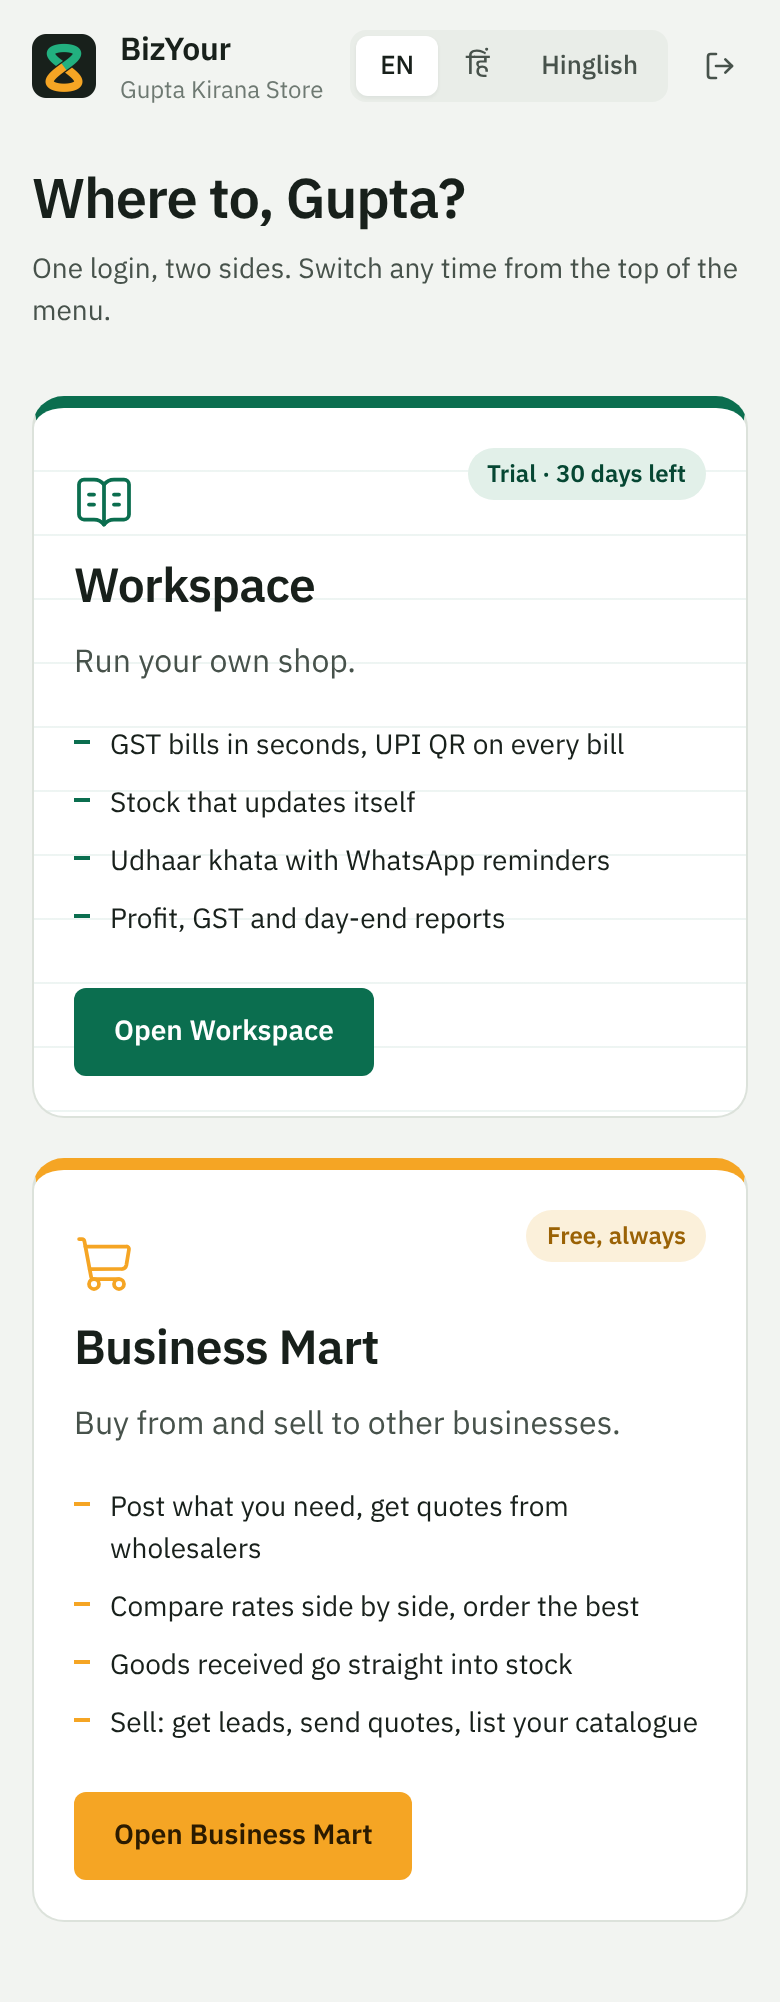 BizYour
Gupta Kirana Store
EN
हिं
Hinglish
Where to, Gupta?
One login, two sides. Switch any time from the top of the
menu.
Trial · 30 days left
Workspace
Run your own shop.
GST bills in seconds, UPI QR on every bill
Stock that updates itself
Udhaar khata with WhatsApp reminders
Profit, GST and day-end reports
Open Workspace
Free, always
Business Mart
Buy from and sell to other businesses.
Post what you need, get quotes from
wholesalers
Compare rates side by side, order the best
Goods received go straight into stock
Sell: get leads, send quotes, list your catalogue
Open Business Mart